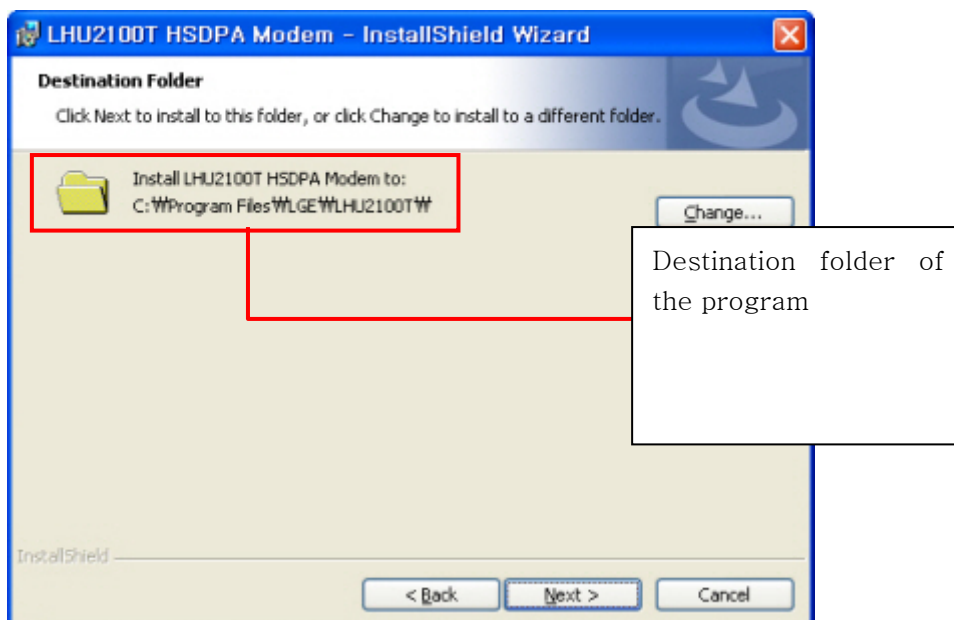 LHU2100T HSDPA Modem - InstallShield Wizard
Destination Folder
Click Next to install to this folder, or click Change to install to a different folder.
Install LHU2100T HSDPA Modem to:
C:₩Program Files₩LGE₩LHU2100T₩
Change...
Destination folder of
the program
InstallShield
< Back
Next >
Cancel